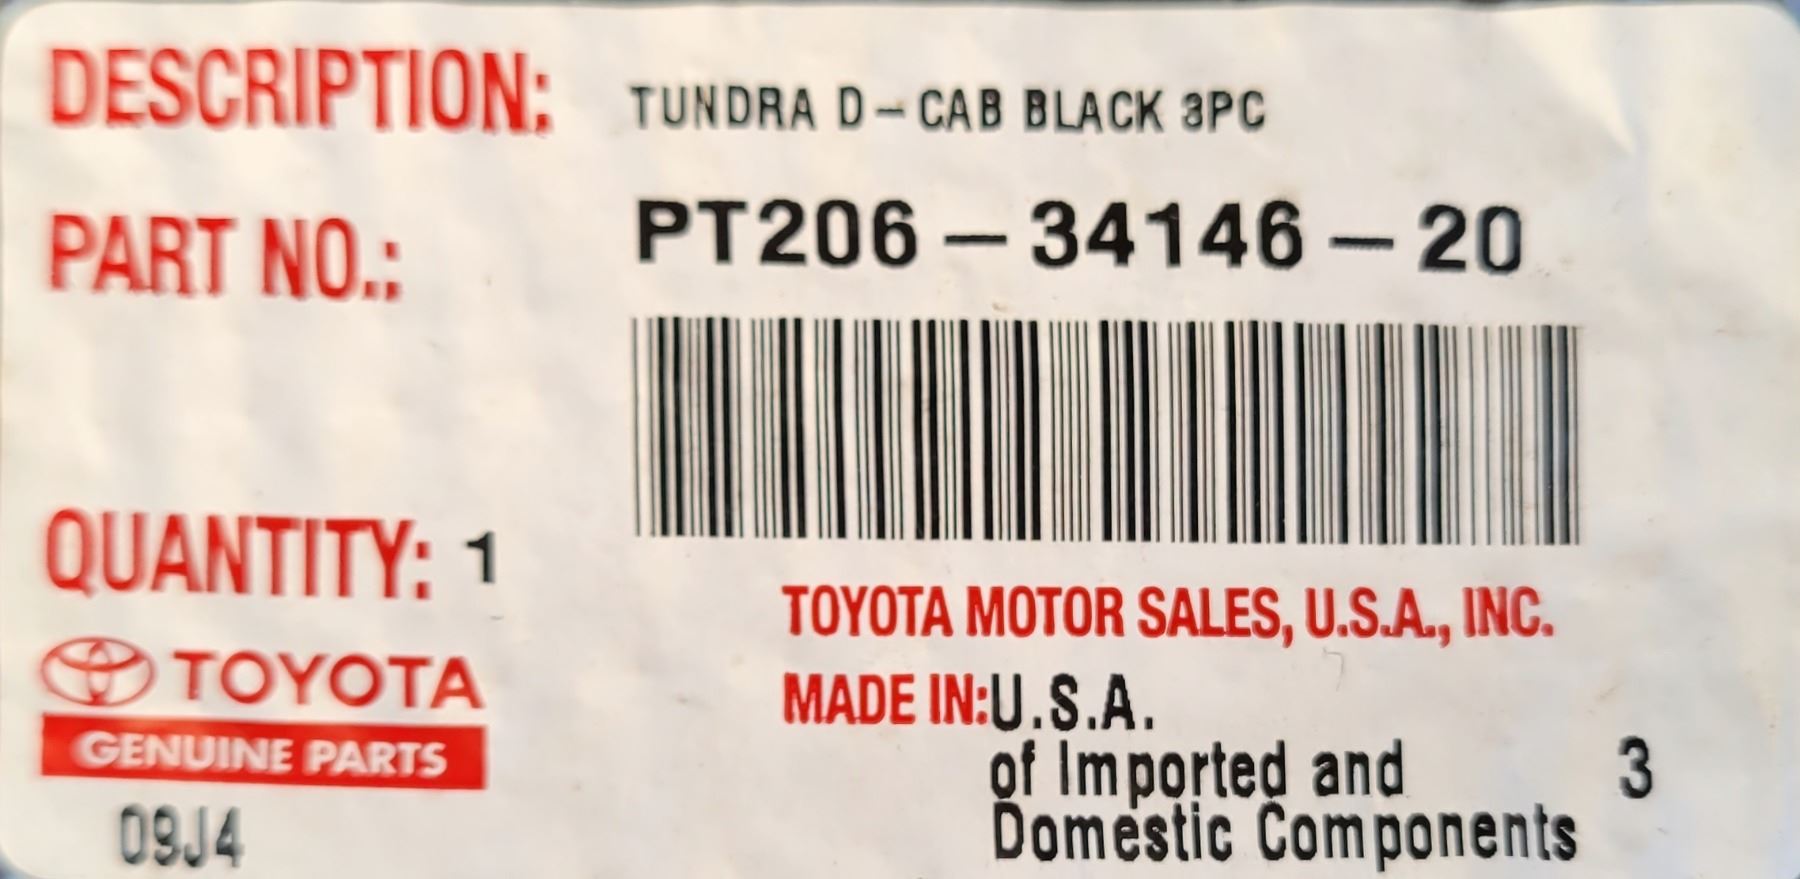 DESCRIPTION: TUNDRA D-CAB BLACK 3PC
PART NO.: PT206-34146-20
QUANTITY: 1
TOYOTA MOTOR SALES, U.S.A., INC.
TOYOTA
GENUINE PARTS
MADE IN: U.S.A.
of Imported and
Domestic Components
3
09J4